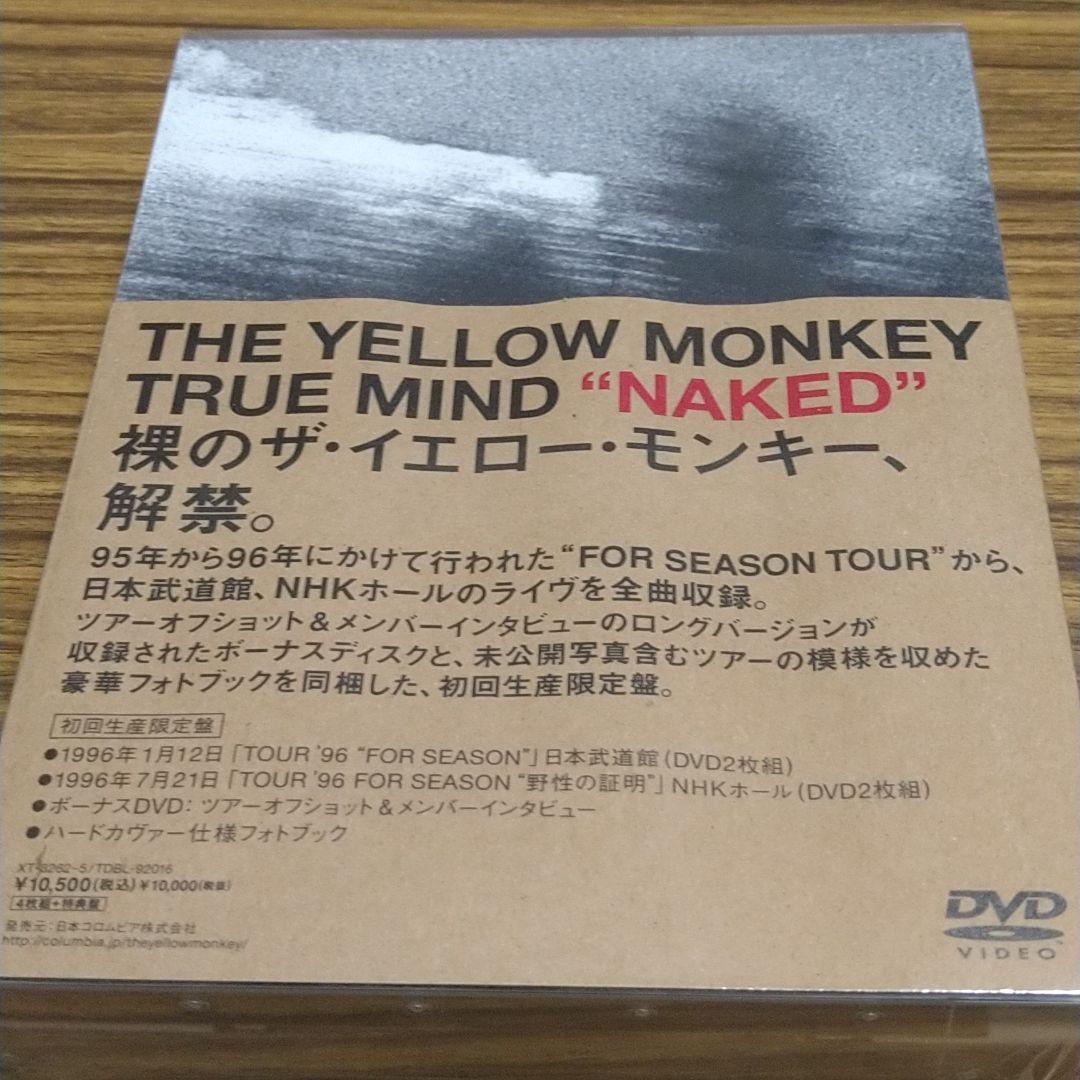 THE YELLOW MONKEY
TRUE MIND “NAKED”
裸のザ・イエロー・モンキー、
解禁。
95年から96年にかけて行われた“FOR SEASON TOUR”から、
日本武道館、NHKホールのライヴを全曲収録。
ツアーオフショット&メンバーインタビューのロングバージョンが
収録されたボーナスディスクと、未公開写真含むツアーの模様を収めた
豪華フォトブックを同梱した、初回生産限定盤。
初回生産限定盤
●1996年1月12日「TOUR '96 “FOR SEASON”」日本武道館(DVD2枚組)
●1996年7月21日「TOUR '96 FOR SEASON “野性の証明”」NHKホール(DVD2枚組)
●ボーナスDVD: ツアーオフショット&メンバーインタビュー
●ハードカヴァー仕様フォトブック
XT-3262~5/TDBL-92016
¥10,500(税込)¥10,000(税抜)
4枚組+特典盤
発売元:日本コロムビア株式会社
http://columbia.jp/theyellowmonkey/
DVD
VIDEO